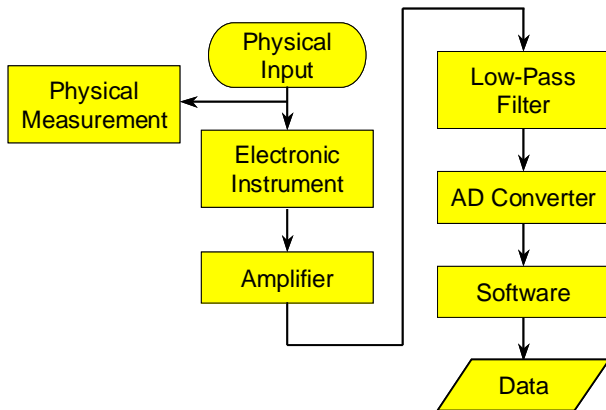 Physical
Input
Physical
Measurement
Electronic
Instrument
Amplifier
Low-Pass
Filter
AD Converter
Software
Data